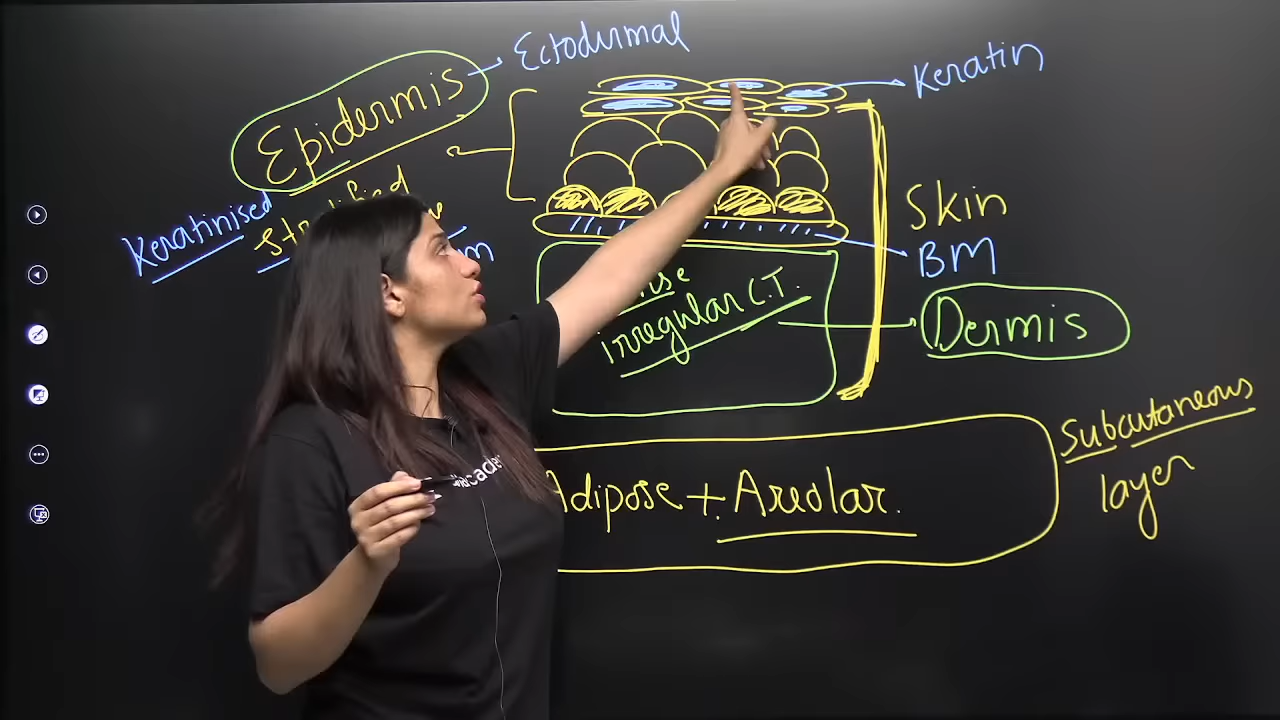 Ectodermal
Epidermis
Keratin
Keratinised
Skin
BM
irregular C.T.
Dermis
Subcutaneous
layer
Adipose + Areolar.